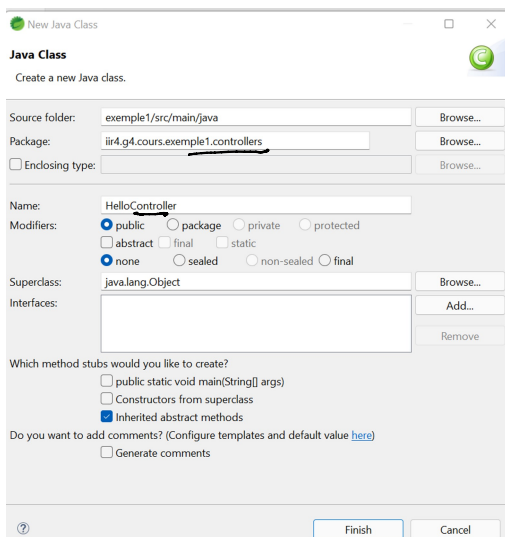 New Java Class
Java Class
Create a new Java class.
Source folder: exemple1/src/main/java Browse...
Package: iir4.g4.cours.exemple1.controllers Browse...
Enclosing type: Browse...
Name: HelloController
Modifiers: public package private protected
abstract final static
none sealed non-sealed final
Superclass: java.lang.Object Browse...
Interfaces: Add...
Remove
Which method stubs would you like to create?
public static void main(String[] args)
Constructors from superclass
Inherited abstract methods
Do you want to add comments? (Configure templates and default value here)
Generate comments
? Finish Cancel